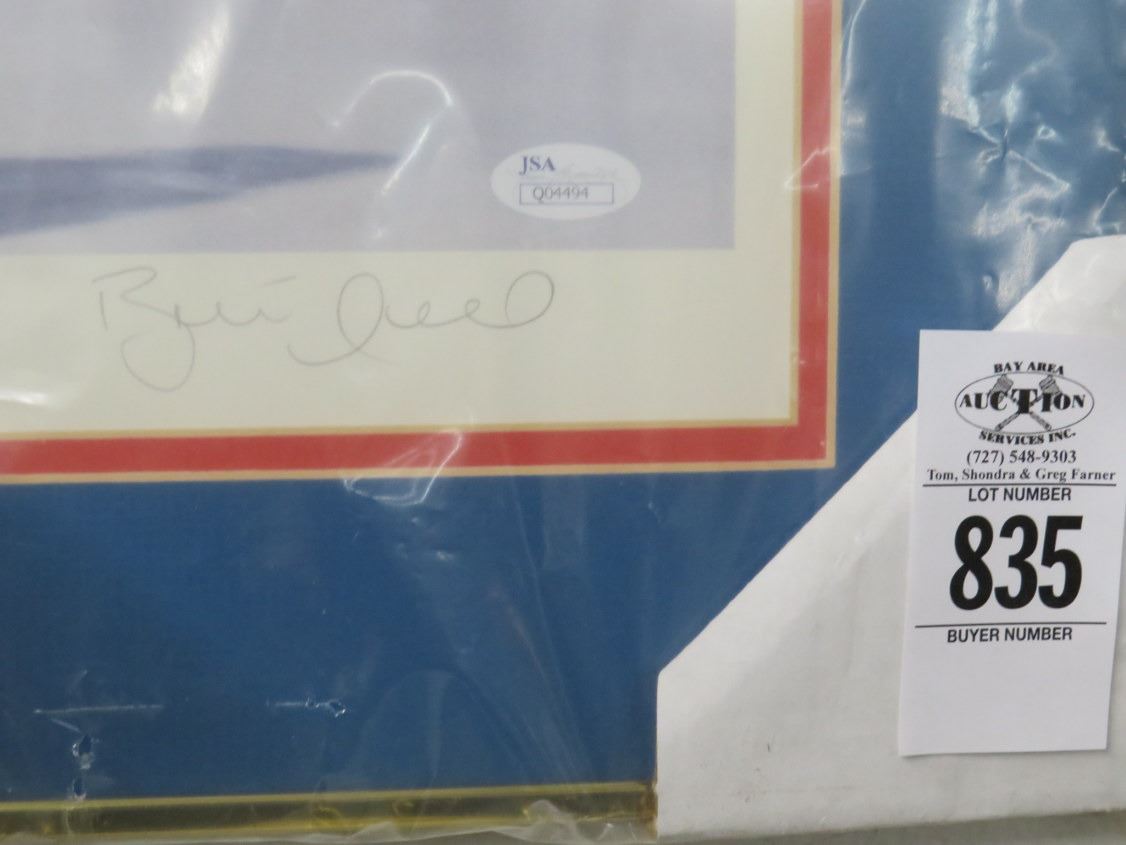 JSA
Q04494
BAY AREA
AUCTION
SERVICES INC.
(727) 548-9303
Tom, Shondra & Greg Farner
LOT NUMBER
835
BUYER NUMBER